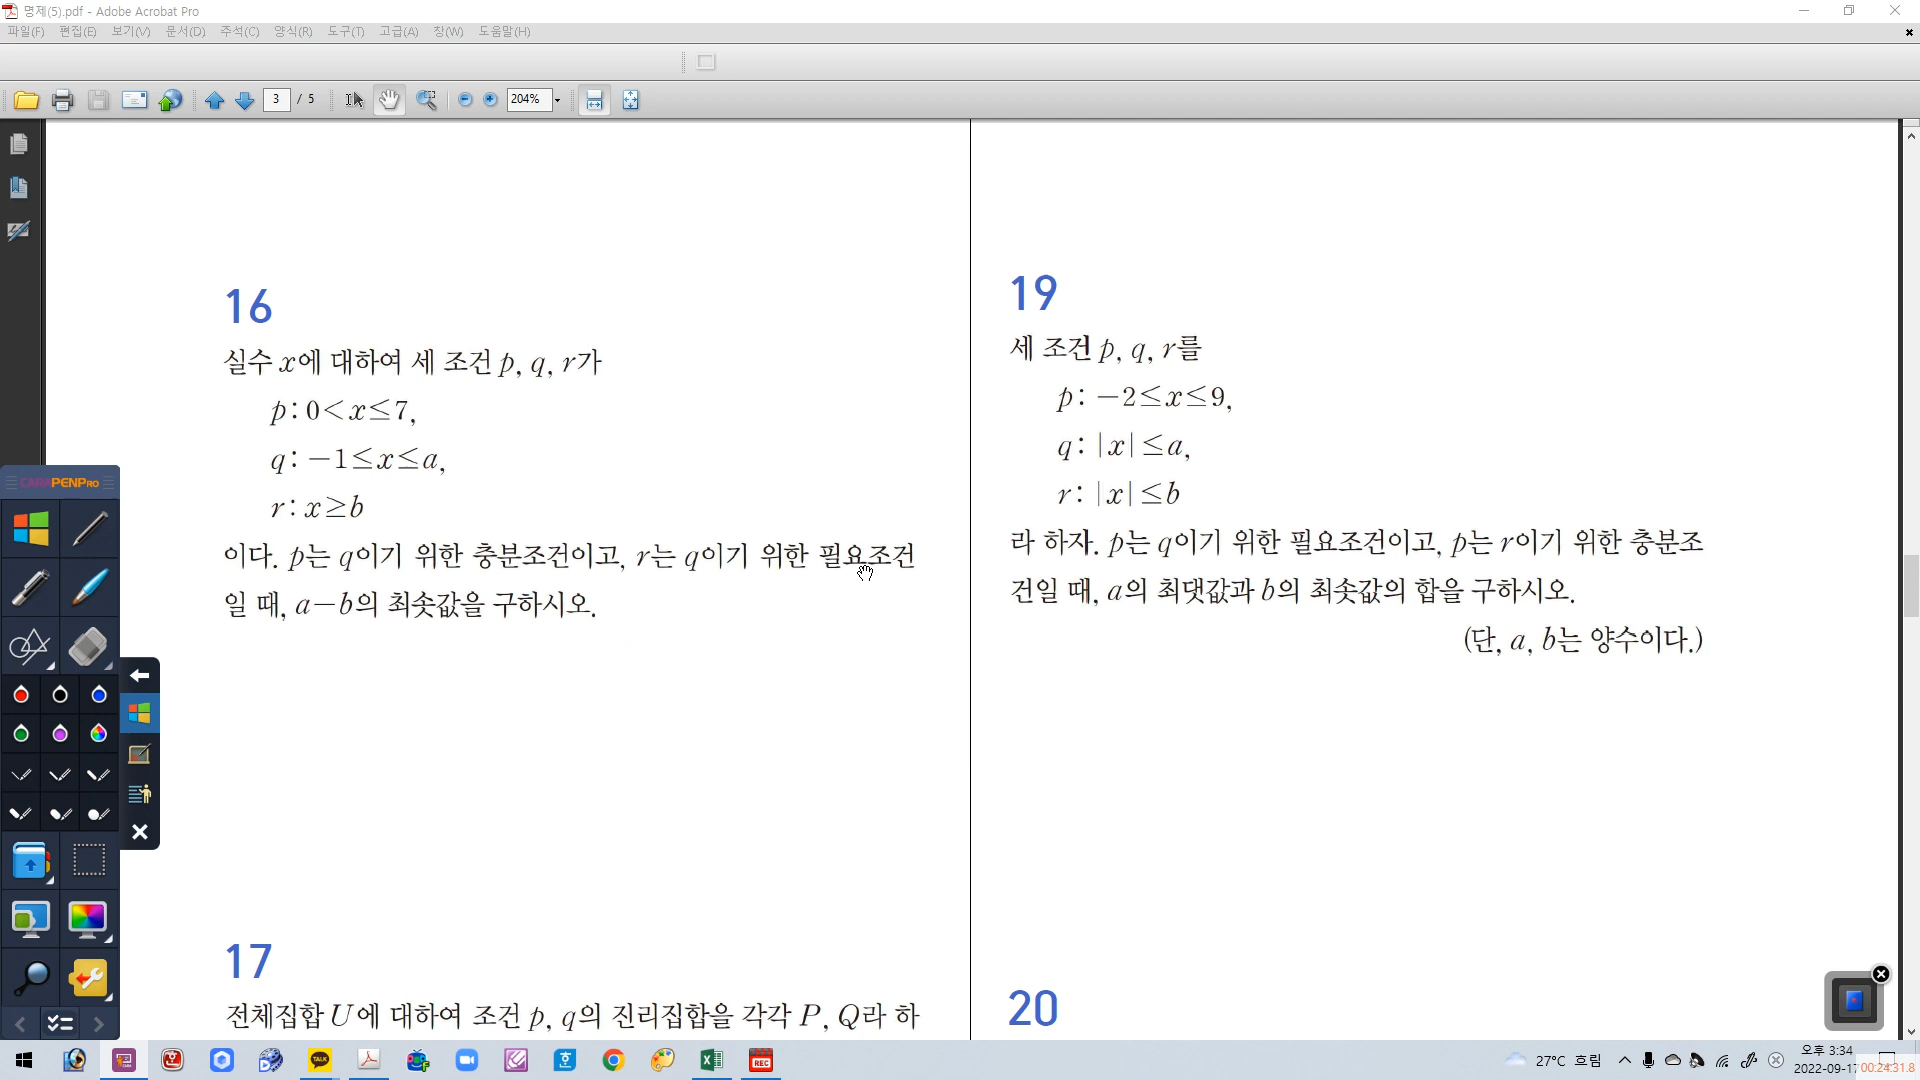 명제(5).pdf - Adobe Acrobat Pro
파일(F) 편집(E) 보기(V) 문서(D) 주석(C) 양식(R) 도구(T) 고급(A) 창(W) 도움말(H)
3 / 5 204%
16
실수 x에 대하여 세 조건 p, q, r가
p: 0<x≤7,
q: -1≤x≤a,
r: x≥b
이다. p는 q이기 위한 충분조건이고, r는 q이기 위한 필요조건
일 때, a-b의 최솟값을 구하시오.
17
전체집합 U에 대하여 조건 p, q의 진리집합을 각각 P, Q라 하
19
세 조건 p, q, r를
p: -2≤x≤9,
q: |x|≤a,
r: |x|≤b
라 하자. p는 q이기 위한 필요조건이고, p는 r이기 위한 충분조
건일 때, a의 최댓값과 b의 최솟값의 합을 구하시오.
(단, a, b는 양수이다.)
20
CARAPENPRO
TALK
REC
27°C 흐림
오후 3:34
2022-09-17
00:24:31.8